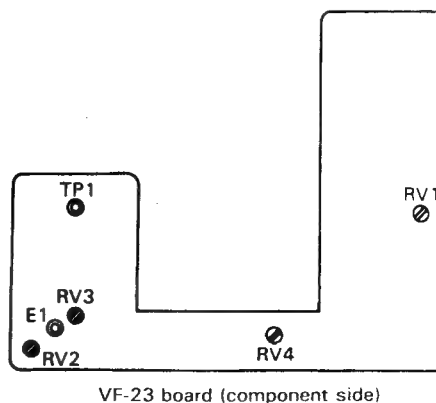 TP1
RV1
RV3
E1
RV4
RV2
VF-23 board (component side)